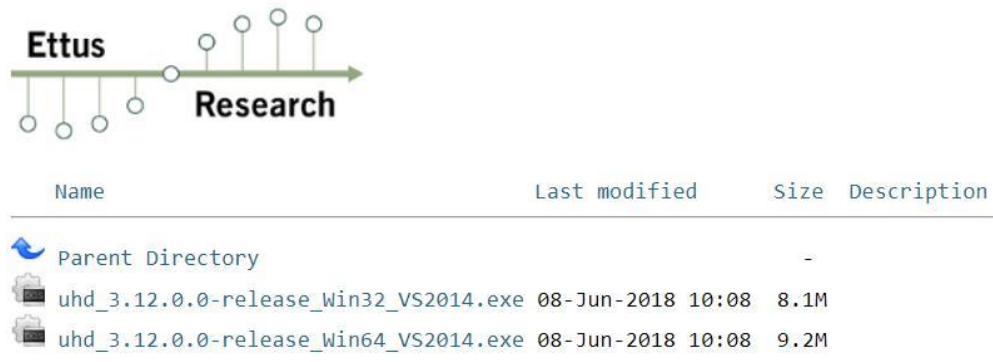 Ettus
Research
Name Last modified Size Description
Parent Directory -
uhd_3.12.0.0-release_Win32_VS2014.exe 08-Jun-2018 10:08 8.1M
uhd_3.12.0.0-release_Win64_VS2014.exe 08-Jun-2018 10:08 9.2M